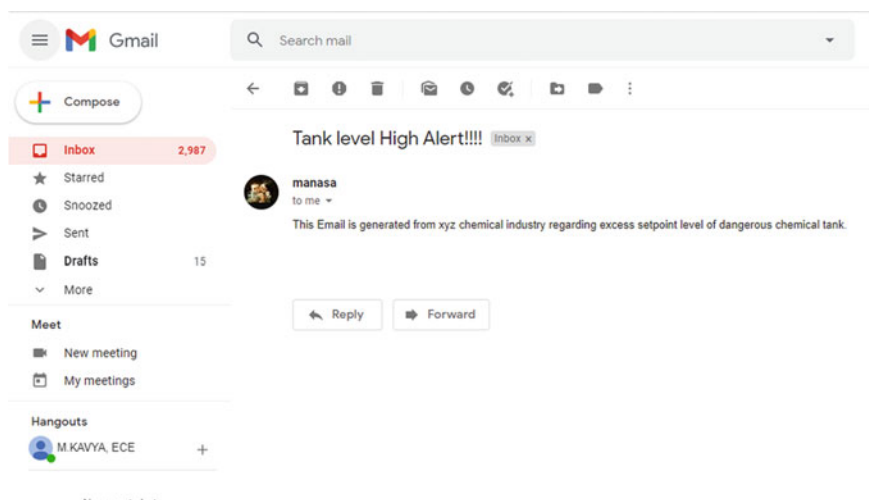 Gmail
Search mail
Compose
Tank level High Alert!!!! Inbox x
Inbox 2,987
Starred
manasa
Snoozed
to me
Sent
This Email is generated from xyz chemical industry regarding excess setpoint level of dangerous chemical tank.
Drafts 15
More
Reply Forward
Meet
New meeting
My meetings
Hangouts
M.KAVYA, ECE +